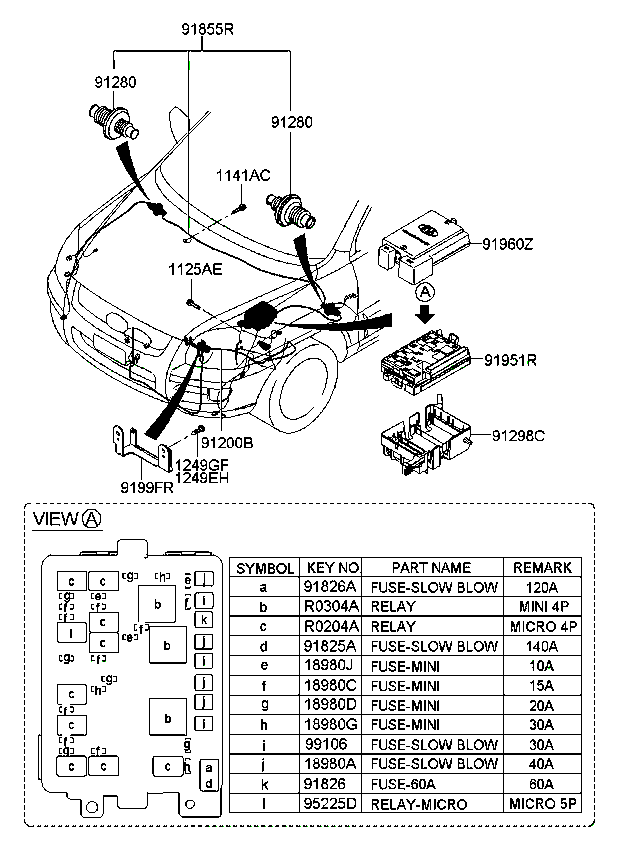 91855R
91280
91280
1141AC
91960Z
A
1125AE
91951R
91298C
91200B
1249GF
1249EH
9199FR
VIEW A
SYMBOL KEY NO PART NAME REMARK
a 91826A FUSE-SLOW BLOW 120A
b R0304A RELAY MINI 4P
c R0204A RELAY MICRO 4P
d 91825A FUSE-SLOW BLOW 140A
e 18980J FUSE-MINI 10A
f 18980C FUSE-MINI 15A
g 18980D FUSE-MINI 20A
h 18980G FUSE-MINI 30A
i 99106 FUSE-SLOW BLOW 30A
j 18980A FUSE-SLOW BLOW 40A
k 91826 FUSE-60A 60A
l 95225D RELAY-MICRO MICRO 5P
c c g h e j
g e b f i
f f c k
l c f e b j
g g c i
c h g j
f b j
c i
f
g f g
c c c h a
d